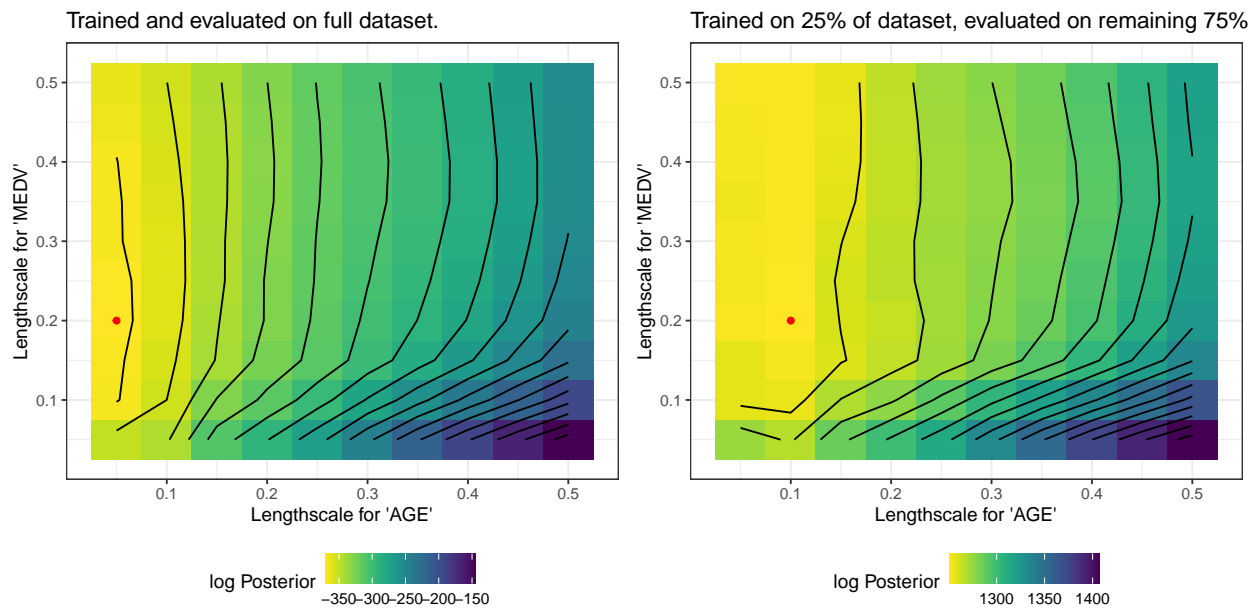 Trained and evaluated on full dataset.
0.5
0.4
0.3
0.2
0.1
Lengthscale for 'MEDV'
0.1 0.2 0.3 0.4 0.5
Lengthscale for 'AGE'
log Posterior
−350 −300 −250 −200 −150
Trained on 25% of dataset, evaluated on remaining 75%
0.5
0.4
0.3
0.2
0.1
Lengthscale for 'MEDV'
0.1 0.2 0.3 0.4 0.5
Lengthscale for 'AGE'
log Posterior
1300 1350 1400